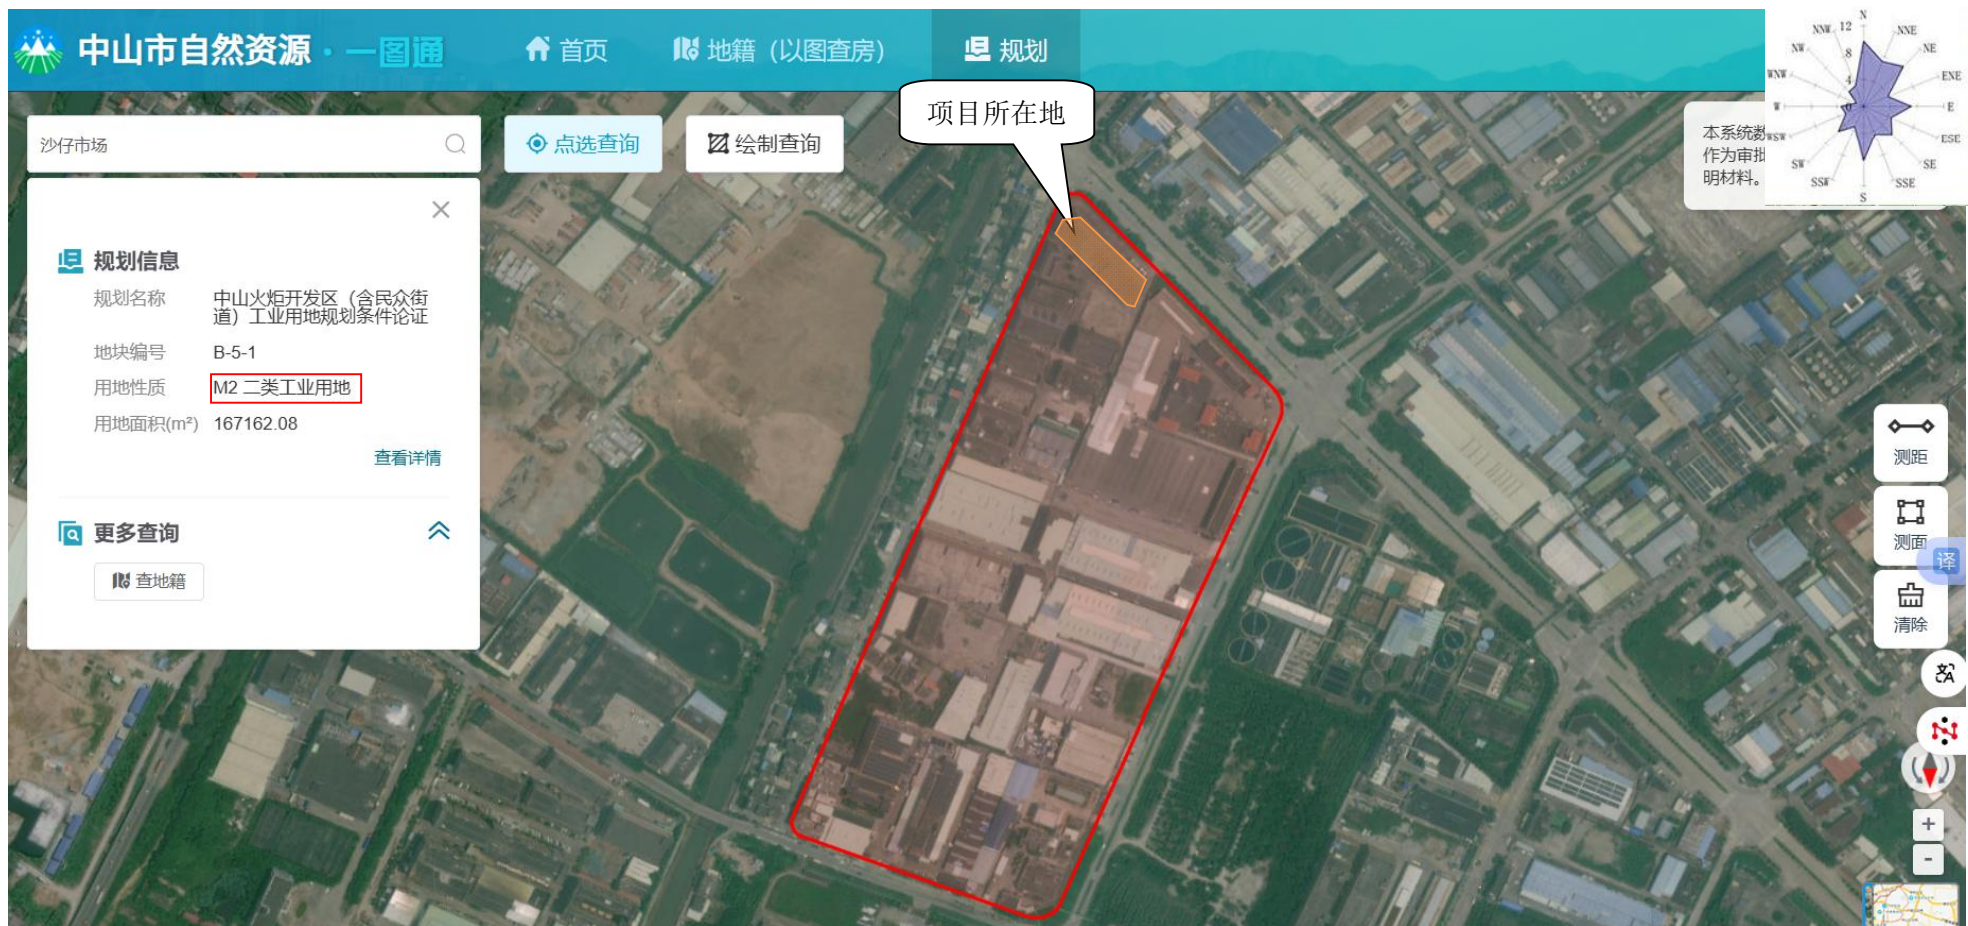 中山市自然资源·一图通
首页
地籍（以图查房）
规划
项目所在地
沙仔市场
点选查询
绘制查询
本系统数
作为审批
明材料。
N
NNE
NE
ENE
E
ESE
SE
SSE
S
SSW
SW
WSW
W
WNW
NW
NNW
12
8
4
0
规划信息
规划名称
中山火炬开发区（含民众街
道）工业用地规划条件论证
地块编号
B-5-1
用地性质
M2 二类工业用地
用地面积(m²)
167162.08
查看详情
更多查询
查地籍
测距
测面
译
清除
文A
+
-